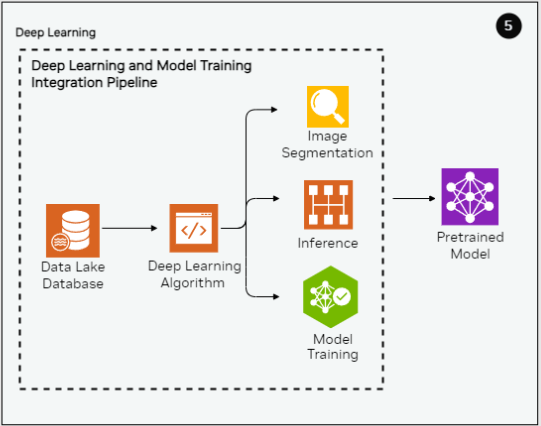 Deep Learning
5
Deep Learning and Model Training
Integration Pipeline
Image
Segmentation
Data Lake
Database
Deep Learning
Algorithm
</>
Inference
Pretrained
Model
Model
Training